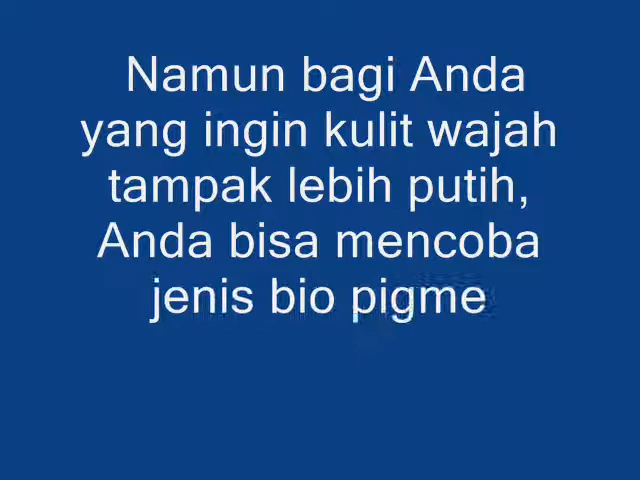 Namun bagi Anda
yang ingin kulit wajah
tampak lebih putih,
Anda bisa mencoba
jenis bio pigme